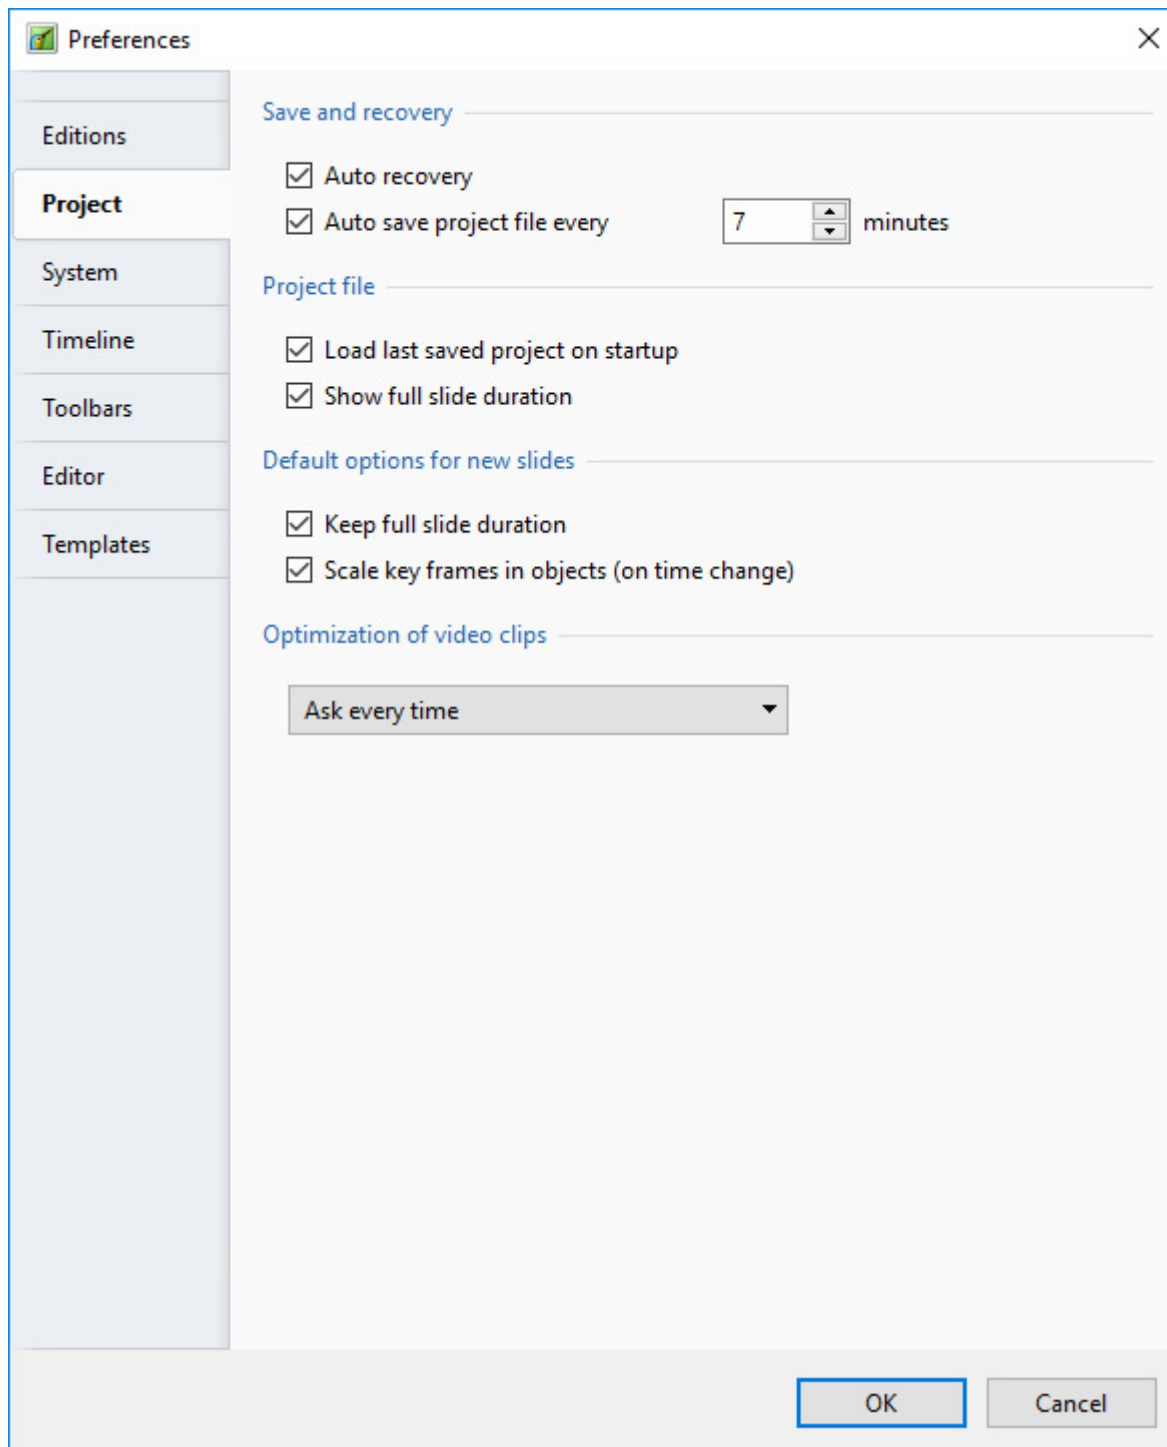 Preferences
Editions
Project
System
Timeline
Toolbars
Editor
Templates
Save and recovery
Auto recovery
Auto save project file every 7 minutes
Project file
Load last saved project on startup
Show full slide duration
Default options for new slides
Keep full slide duration
Scale key frames in objects (on time change)
Optimization of video clips
Ask every time
OK Cancel